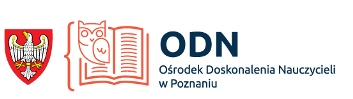 ODN
Ośrodek Doskonalenia Nauczycieli
w Poznaniu